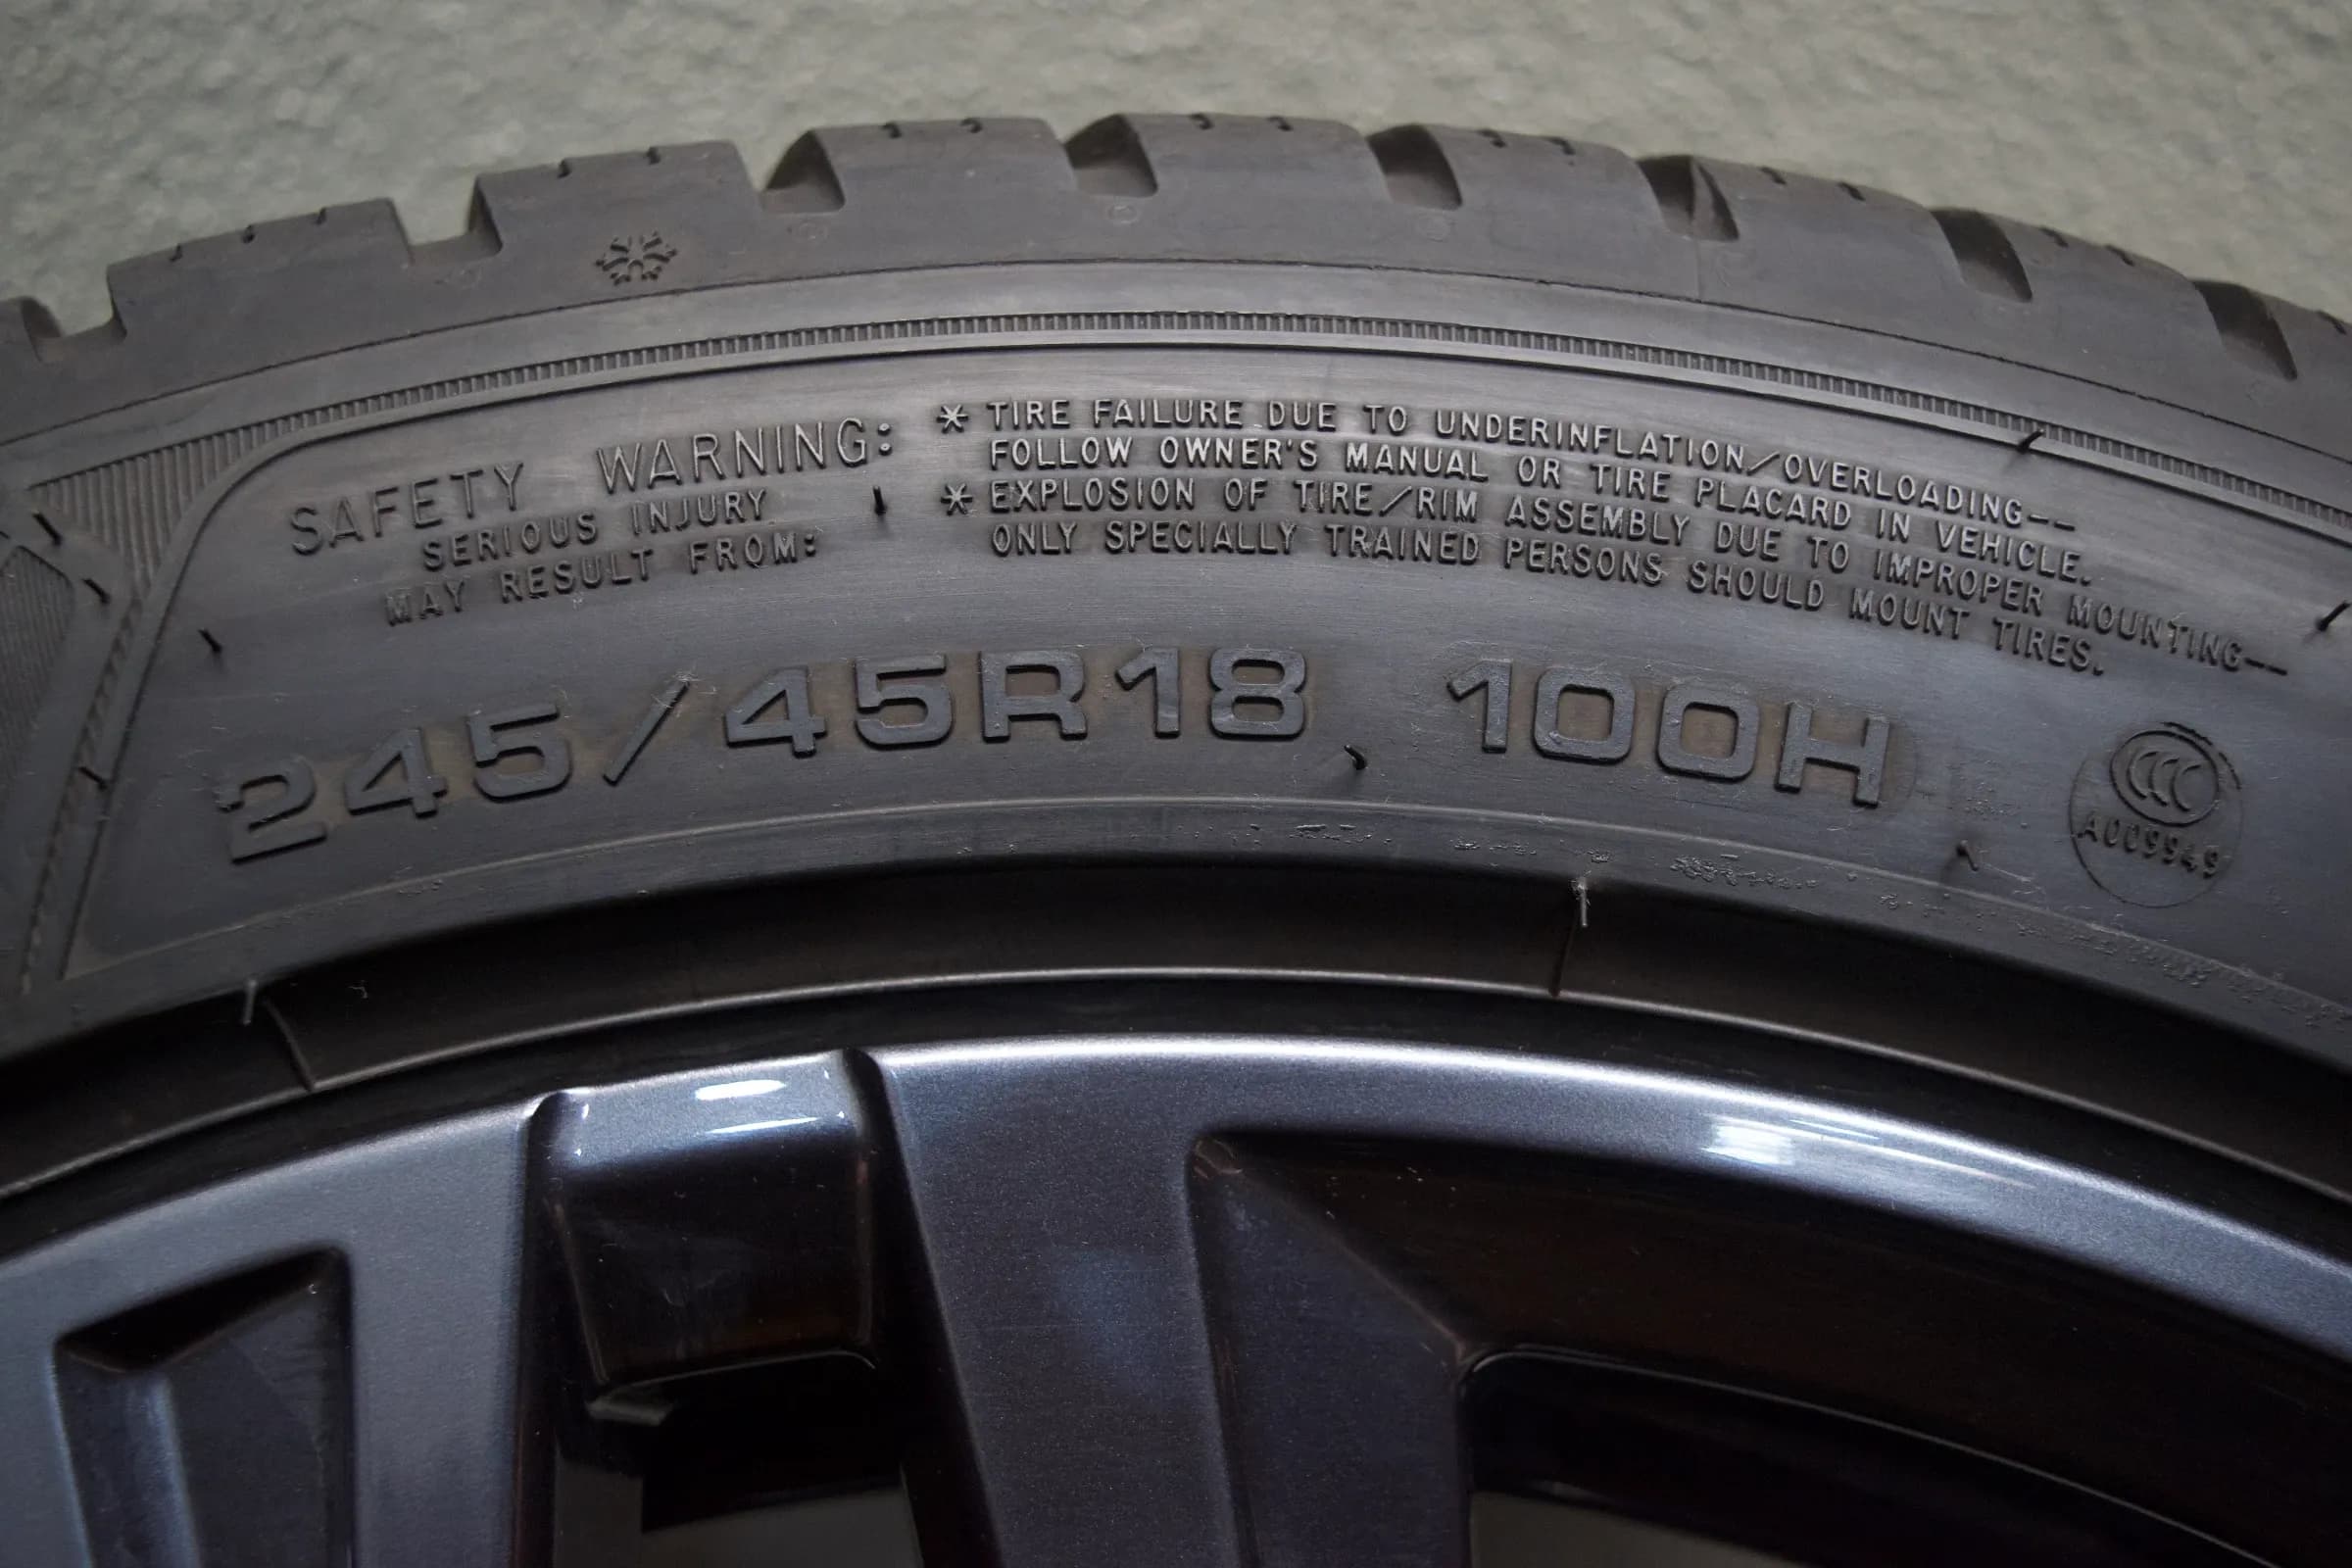 SAFETY WARNING:
SERIOUS INJURY
MAY RESULT FROM:
* TIRE FAILURE DUE TO UNDERINFLATION/OVERLOADING--
FOLLOW OWNER'S MANUAL OR TIRE PLACARD IN VEHICLE.
* EXPLOSION OF TIRE/RIM ASSEMBLY DUE TO IMPROPER MOUNTING--
ONLY SPECIALLY TRAINED PERSONS SHOULD MOUNT TIRES.
245/45R18 100H
CCC
A009949